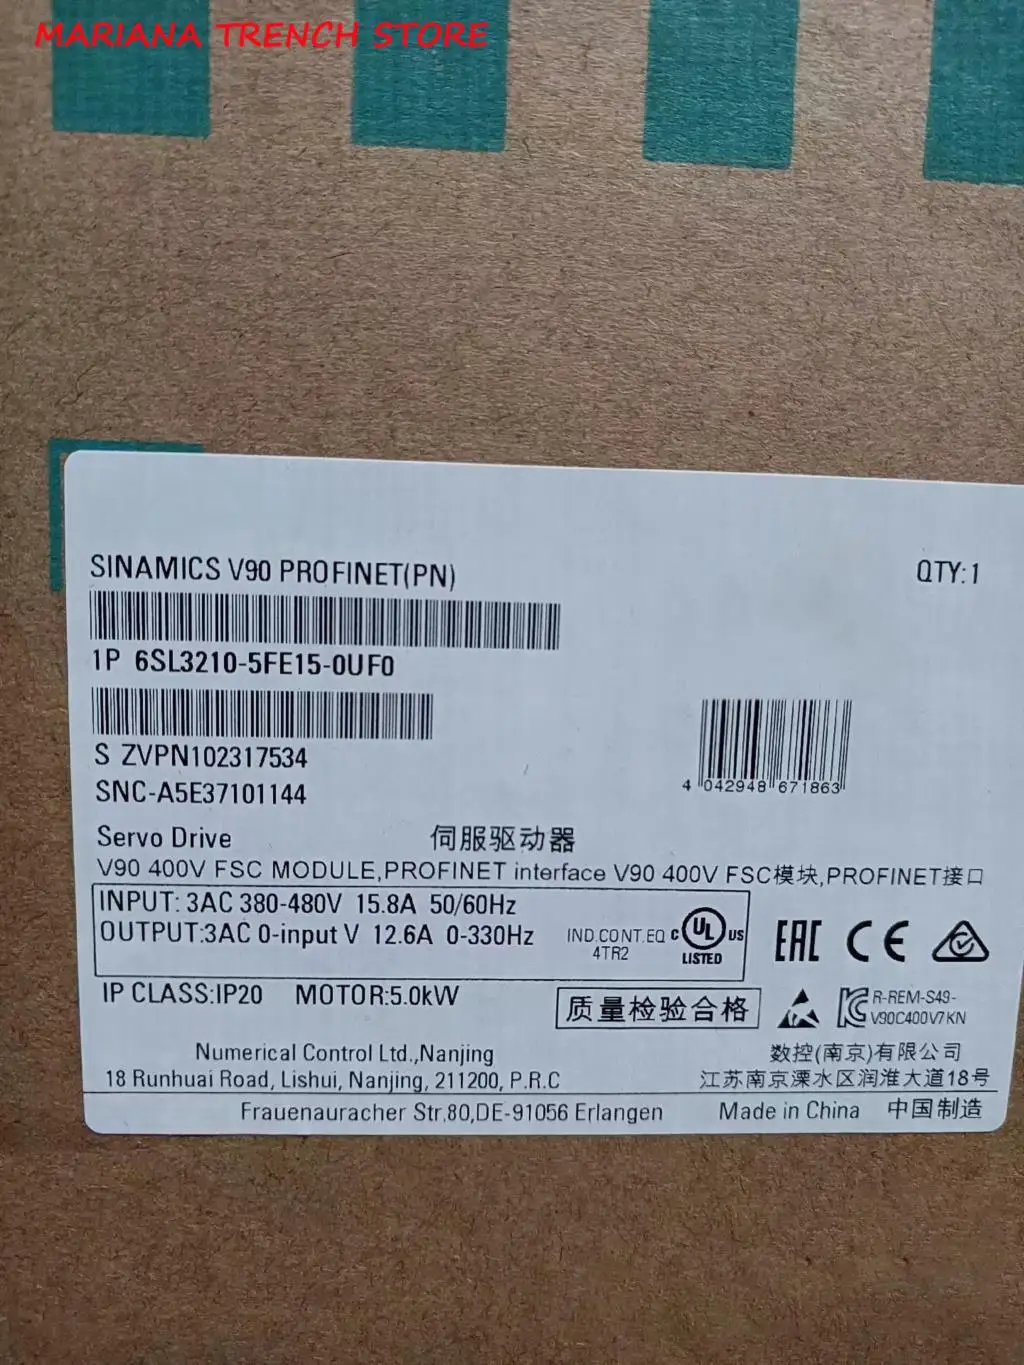 MARIANA TRENCH STORE
SINAMICS V90 PROFINET(PN)
QTY:1
1P 6SL3210-5FE15-0UF0
S ZVPN102317534
SNC-A5E37101144
4 042948 671863
Servo Drive 伺服驱动器
V90 400V FSC MODULE,PROFINET interface V90 400V FSC模块,PROFINET接口
INPUT: 3AC 380-480V 15.8A 50/60Hz
OUTPUT:3AC 0-input V 12.6A 0-330Hz
IND.CONT.EQ
4TR2
C UL US
LISTED
EAC CE
IP CLASS:IP20 MOTOR:5.0kW
质量检验合格
R-REM-S49-
V90C400V7KN
Numerical Control Ltd.,Nanjing
数控(南京)有限公司
18 Runhuai Road, Lishui, Nanjing, 211200, P.R.C
江苏南京溧水区润淮大道18号
Frauenauracher Str.80,DE-91056 Erlangen
Made in China 中国制造